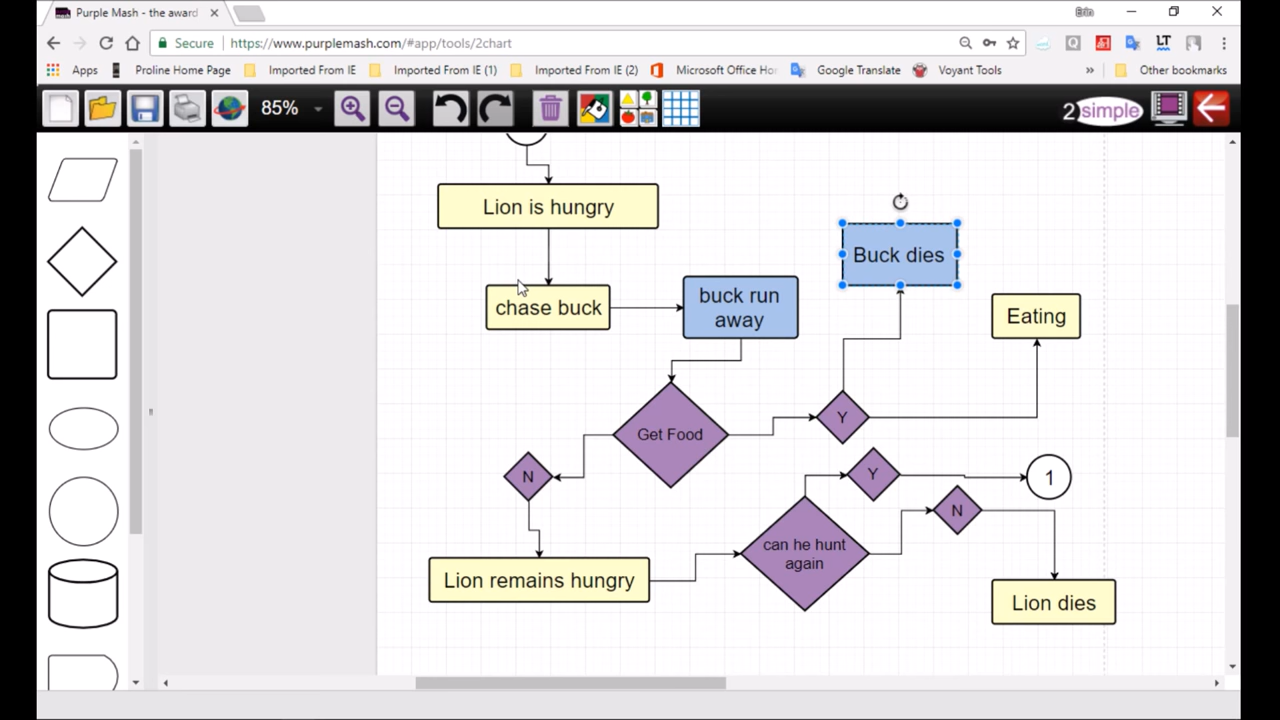 Purple Mash - the award
Erin
Secure
https://www.purplemash.com/#app/tools/2chart
Apps
Proline Home Page
Imported From IE
Imported From IE (1)
Imported From IE (2)
Microsoft Office Hor
Google Translate
Voyant Tools
»
Other bookmarks
85%
2simple
Lion is hungry
Buck dies
chase buck
buck run
away
Eating
Get Food
Y
N
Y
1
N
can he hunt
again
Lion remains hungry
Lion dies